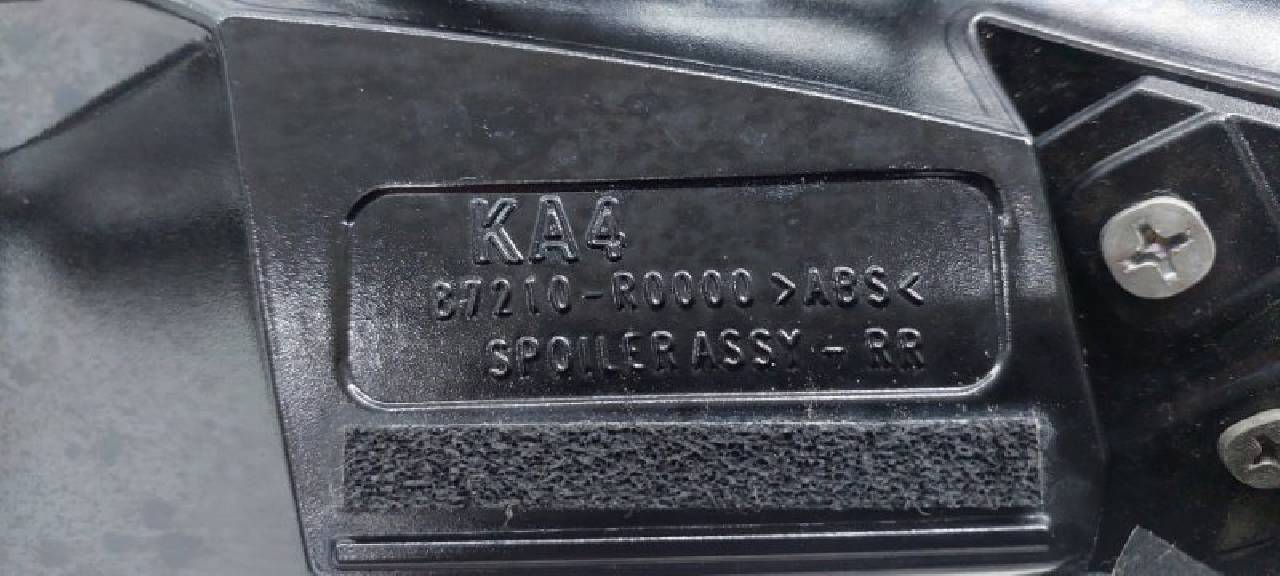 KA4
87210-R0000 >ABS<
SPOILER ASSY - RR